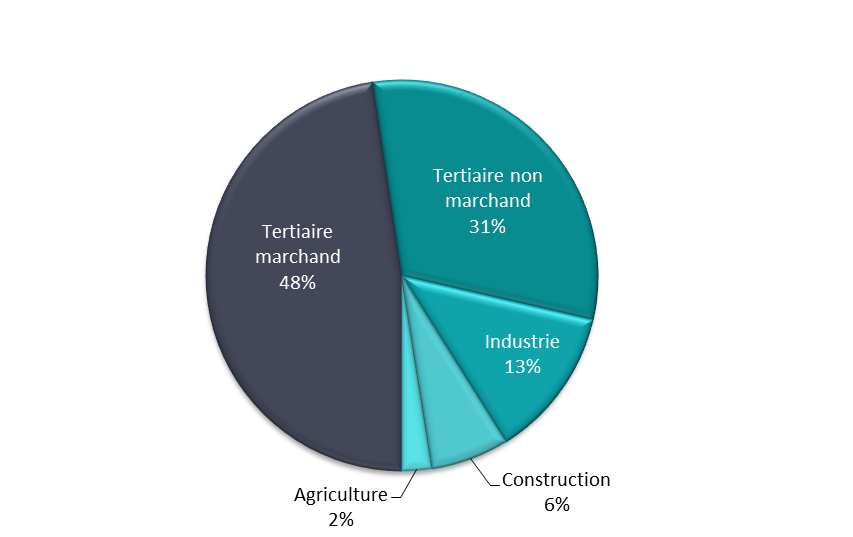 Tertiaire non
marchand
31%
Tertiaire
marchand
48%
Industrie
13%
Construction
6%
Agriculture
2%